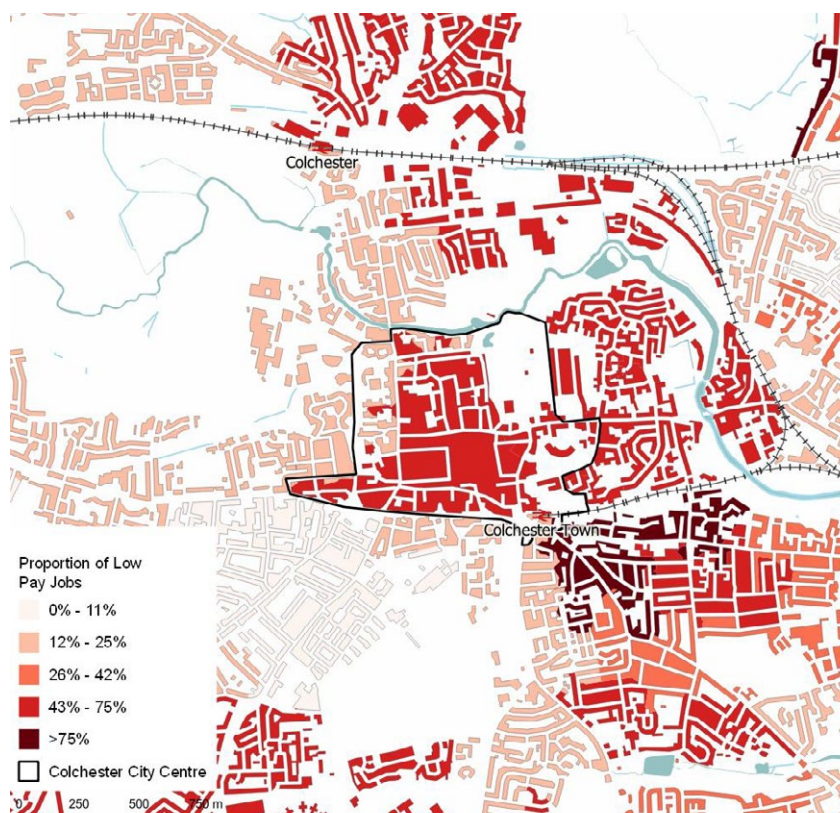 Colchester
Colchester Town
Proportion of Low
Pay Jobs
0% - 11%
12% - 25%
26% - 42%
43% - 75%
>75%
Colchester City Centre
0 250 500 750 m